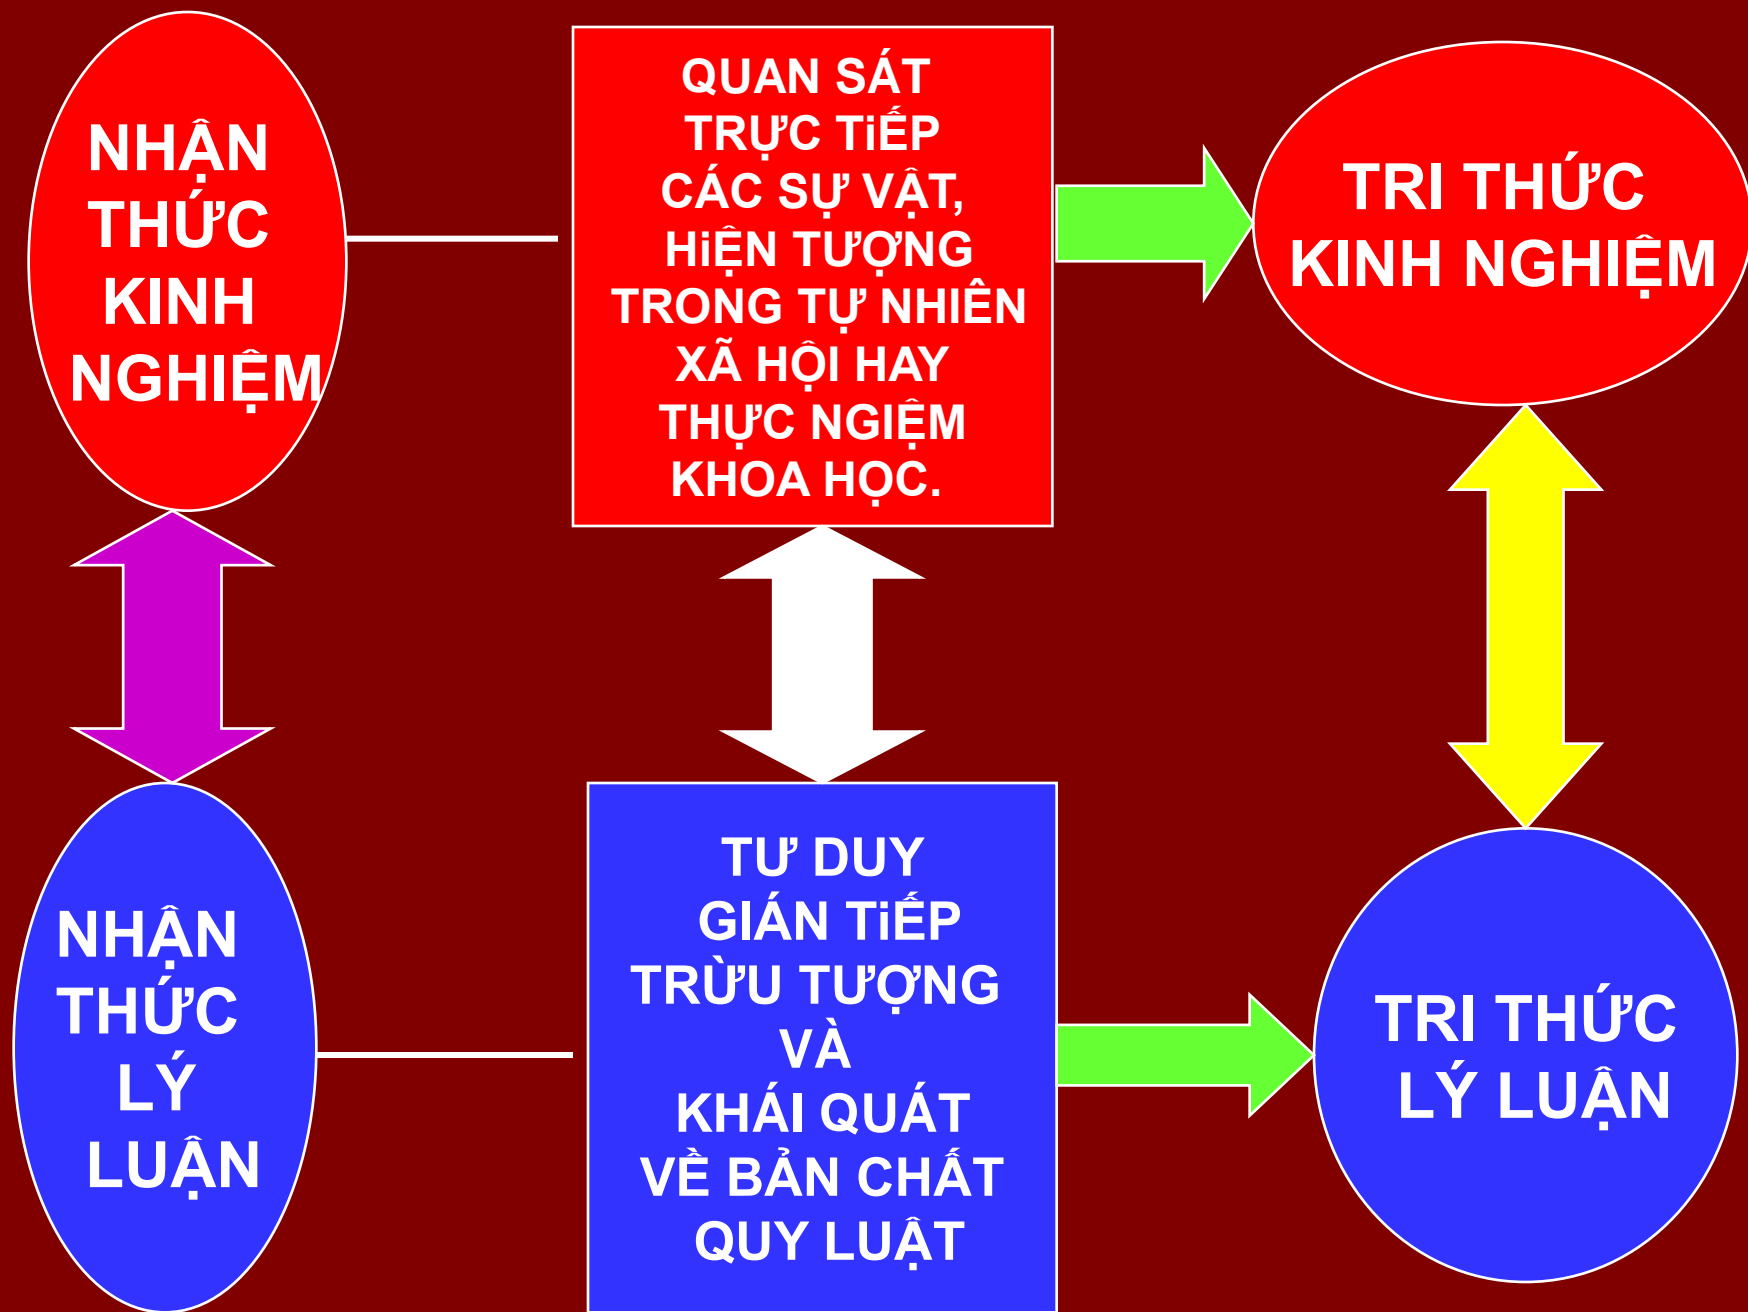 NHẬN
THỨC
KINH
NGHIỆM
QUAN SÁT
TRỰC TiẾP
CÁC SỰ VẬT,
HiỆN TƯỢNG
TRONG TỰ NHIÊN
XÃ HỘI HAY
THỰC NGIỆM
KHOA HỌC.
TRI THỨC
KINH NGHIỆM
NHẬN
THỨC
LÝ
LUẬN
TƯ DUY
GIÁN TiẾP
TRỪU TƯỢNG
VÀ
KHÁI QUÁT
VỀ BẢN CHẤT
QUY LUẬT
TRI THỨC
LÝ LUẬN